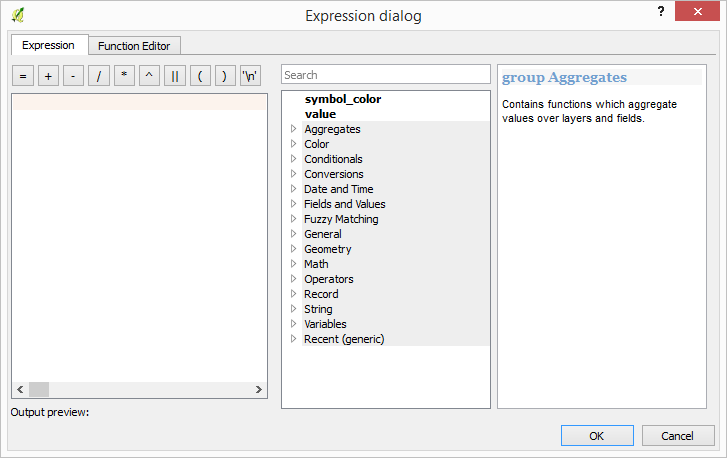 Expression dialog
? ×
Expression Function Editor
= + - / * ^ || ( ) '\n'
Search
symbol_color
value
Aggregates
Color
Conditionals
Conversions
Date and Time
Fields and Values
Fuzzy Matching
General
Geometry
Math
Operators
Record
String
Variables
Recent (generic)
group Aggregates
Contains functions which aggregate
values over layers and fields.
Output preview:
OK Cancel